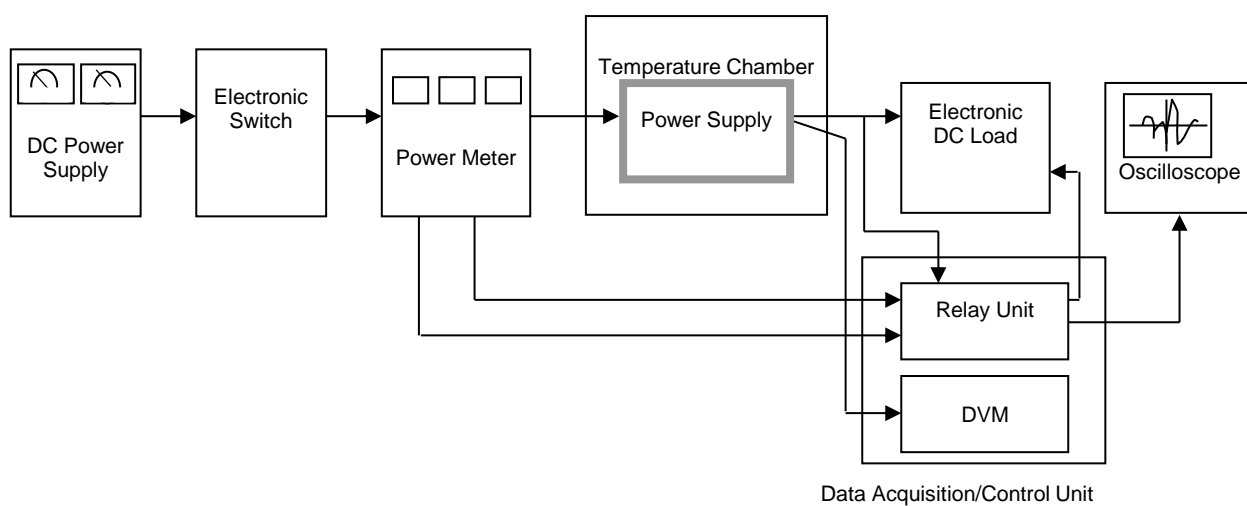 DC Power
Supply
Electronic
Switch
Power Meter
Temperature Chamber
Power Supply
Electronic
DC Load
Oscilloscope
Relay Unit
DVM
Data Acquisition/Control Unit